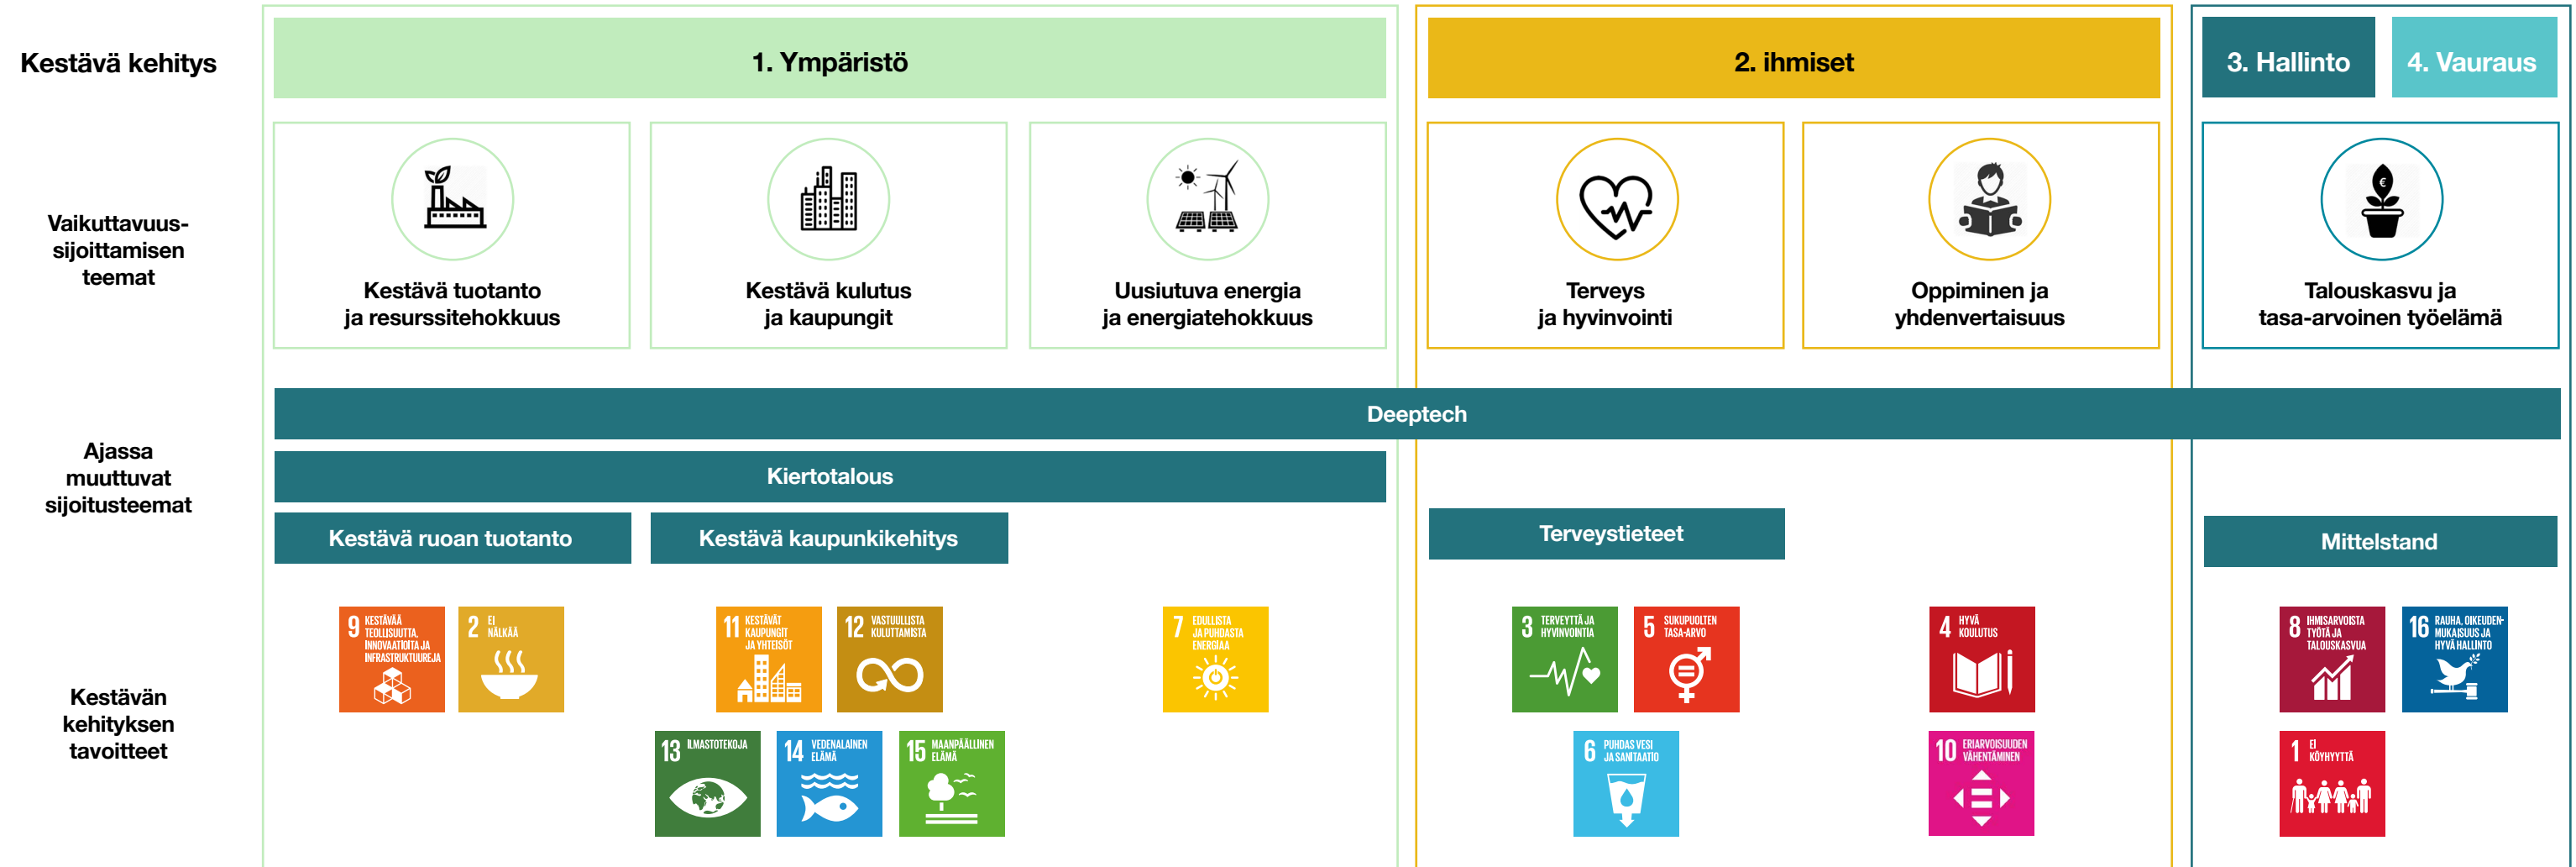 Kestävä kehitys
1. Ympäristö
2. ihmiset
3. Hallinto
4. Vauraus
Vaikuttavuus-
sijoittamisen
teemat
Kestävä tuotanto
ja resurssitehokkuus
Kestävä kulutus
ja kaupungit
Uusiutuva energia
ja energiatehokkuus
Terveys
ja hyvinvointi
Oppiminen ja
yhdenvertaisuus
€
Talouskasvu ja
tasa-arvoinen työelämä
Ajassa
muuttuvat
sijoitusteemat
Deeptech
Kiertotalous
Kestävä ruoan tuotanto
Kestävä kaupunkikehitys
Terveystieteet
Mittelstand
Kestävän
kehityksen
tavoitteet
9 KESTÄVÄÄ
TEOLLISUUTTA,
INNOVAATIOITA JA
INFRASTRUKTUUREJA
2 EI
NÄLKÄÄ
11 KESTÄVÄT
KAUPUNGIT
JA YHTEISÖT
12 VASTUULLISTA
KULUTTAMISTA
7 EDULLISTA
JA PUHDASTA
ENERGIAA
3 TERVEYTTÄ JA
HYVINVOINTIA
5 SUKUPUOLTEN
TASA-ARVO
4 HYVÄ
KOULUTUS
8 IHMISARVOISTA
TYÖTÄ JA
TALOUSKASVUA
16 RAUHA, OIKEUDEN-
MUKAISUUS JA
HYVÄ HALLINTO
13 ILMASTOTEKOJA
14 VEDENALAINEN
ELÄMÄ
15 MAANPÄÄLLINEN
ELÄMÄ
6 PUHDAS VESI
JA SANITAATIO
10 ERIARVOISUUDEN
VÄHENTÄMINEN
1 EI
KÖYHYYTTÄ